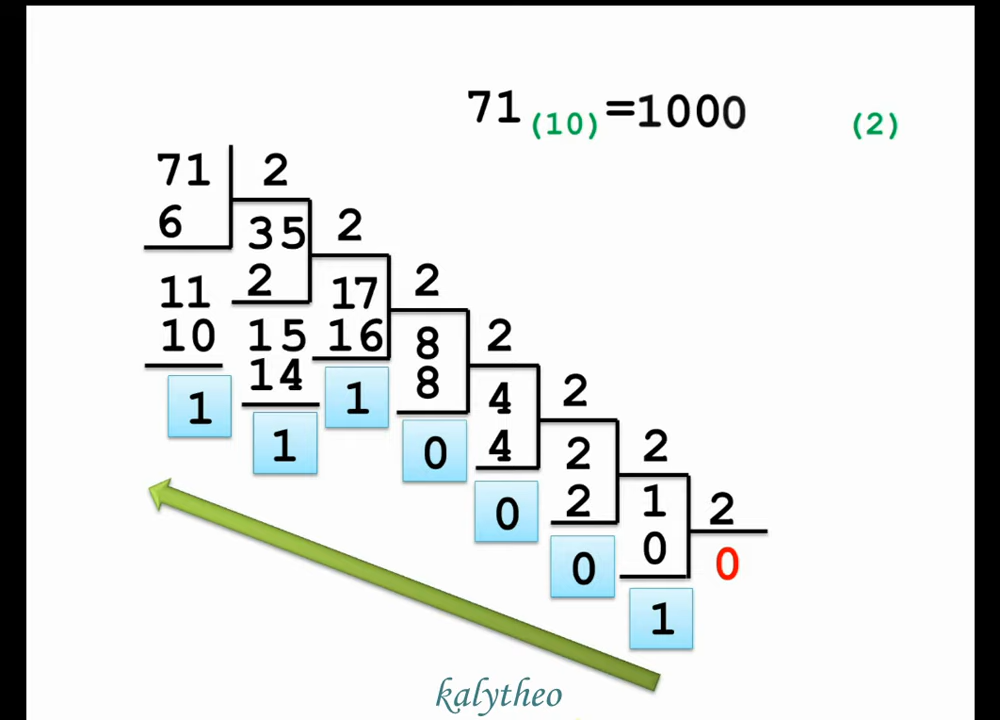 71 (10) =1000 (2)
71 2
6 35 2
11 2 17 2
10 15 16 8 2
14 8 4 2
1 1 1 0 4 2 2
0 2 1 2
0 0 0
1
kalytheo